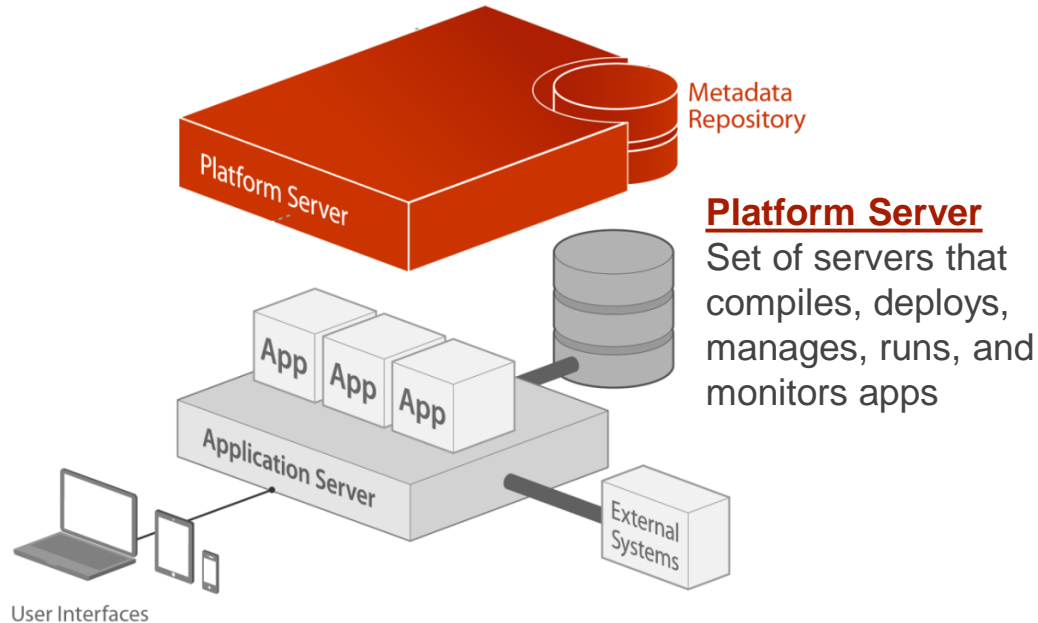 Metadata
Repository
Platform Server
Platform Server
Set of servers that
compiles, deploys,
manages, runs, and
monitors apps
App
App
App
Application Server
External
Systems
User Interfaces